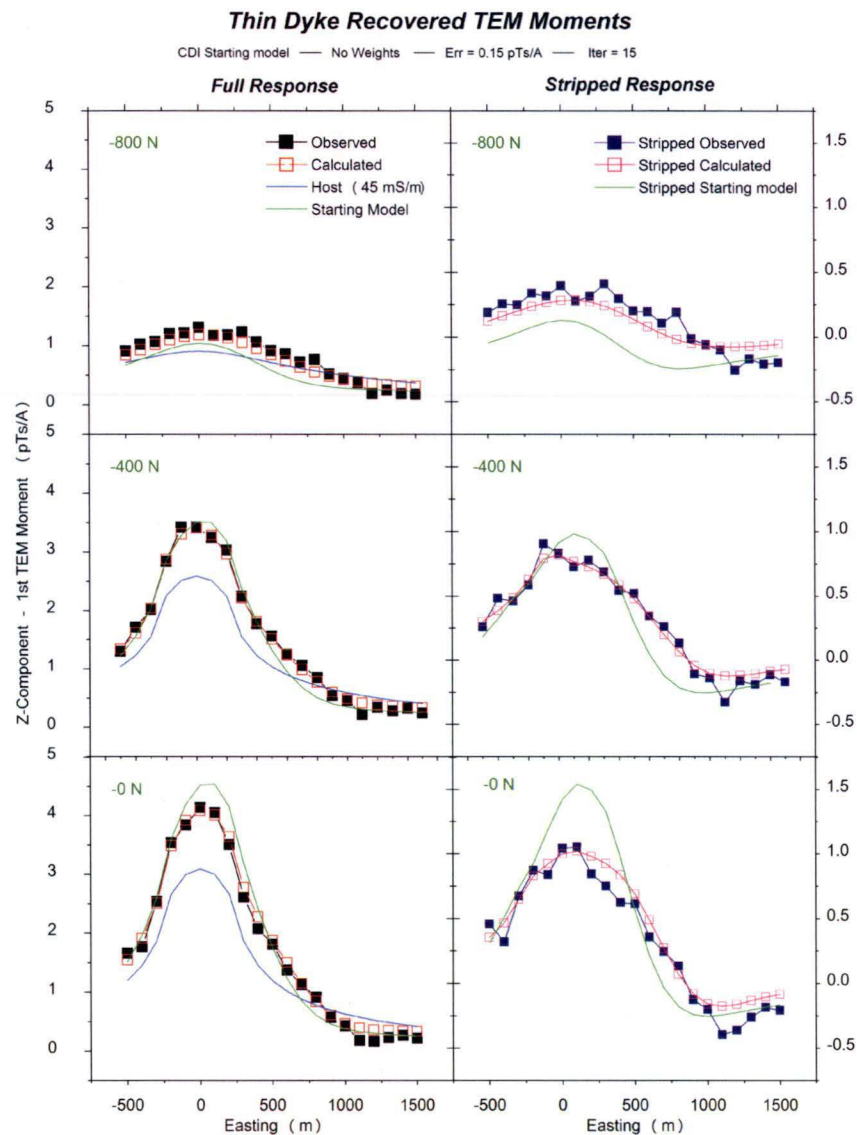 Thin Dyke Recovered TEM Moments
CDI Starting model — No Weights — Err = 0.15 pTs/A — Iter = 15
Full Response
Stripped Response
5
-800 N
Observed
Calculated
Host ( 45 mS/m)
Starting Model
4
3
2
1
0
-800 N
Stripped Observed
Stripped Calculated
Stripped Starting model
1.5
1.0
0.5
0.0
-0.5
Z-Component - 1st TEM Moment ( pTs/A)
5
-400 N
4
3
2
1
0
-400 N
1.5
1.0
0.5
0.0
-0.5
5
-0 N
4
3
2
1
0
-0 N
1.5
1.0
0.5
0.0
-0.5
-500 0 500 1000 1500
Easting ( m)
-500 0 500 1000 1500
Easting ( m)